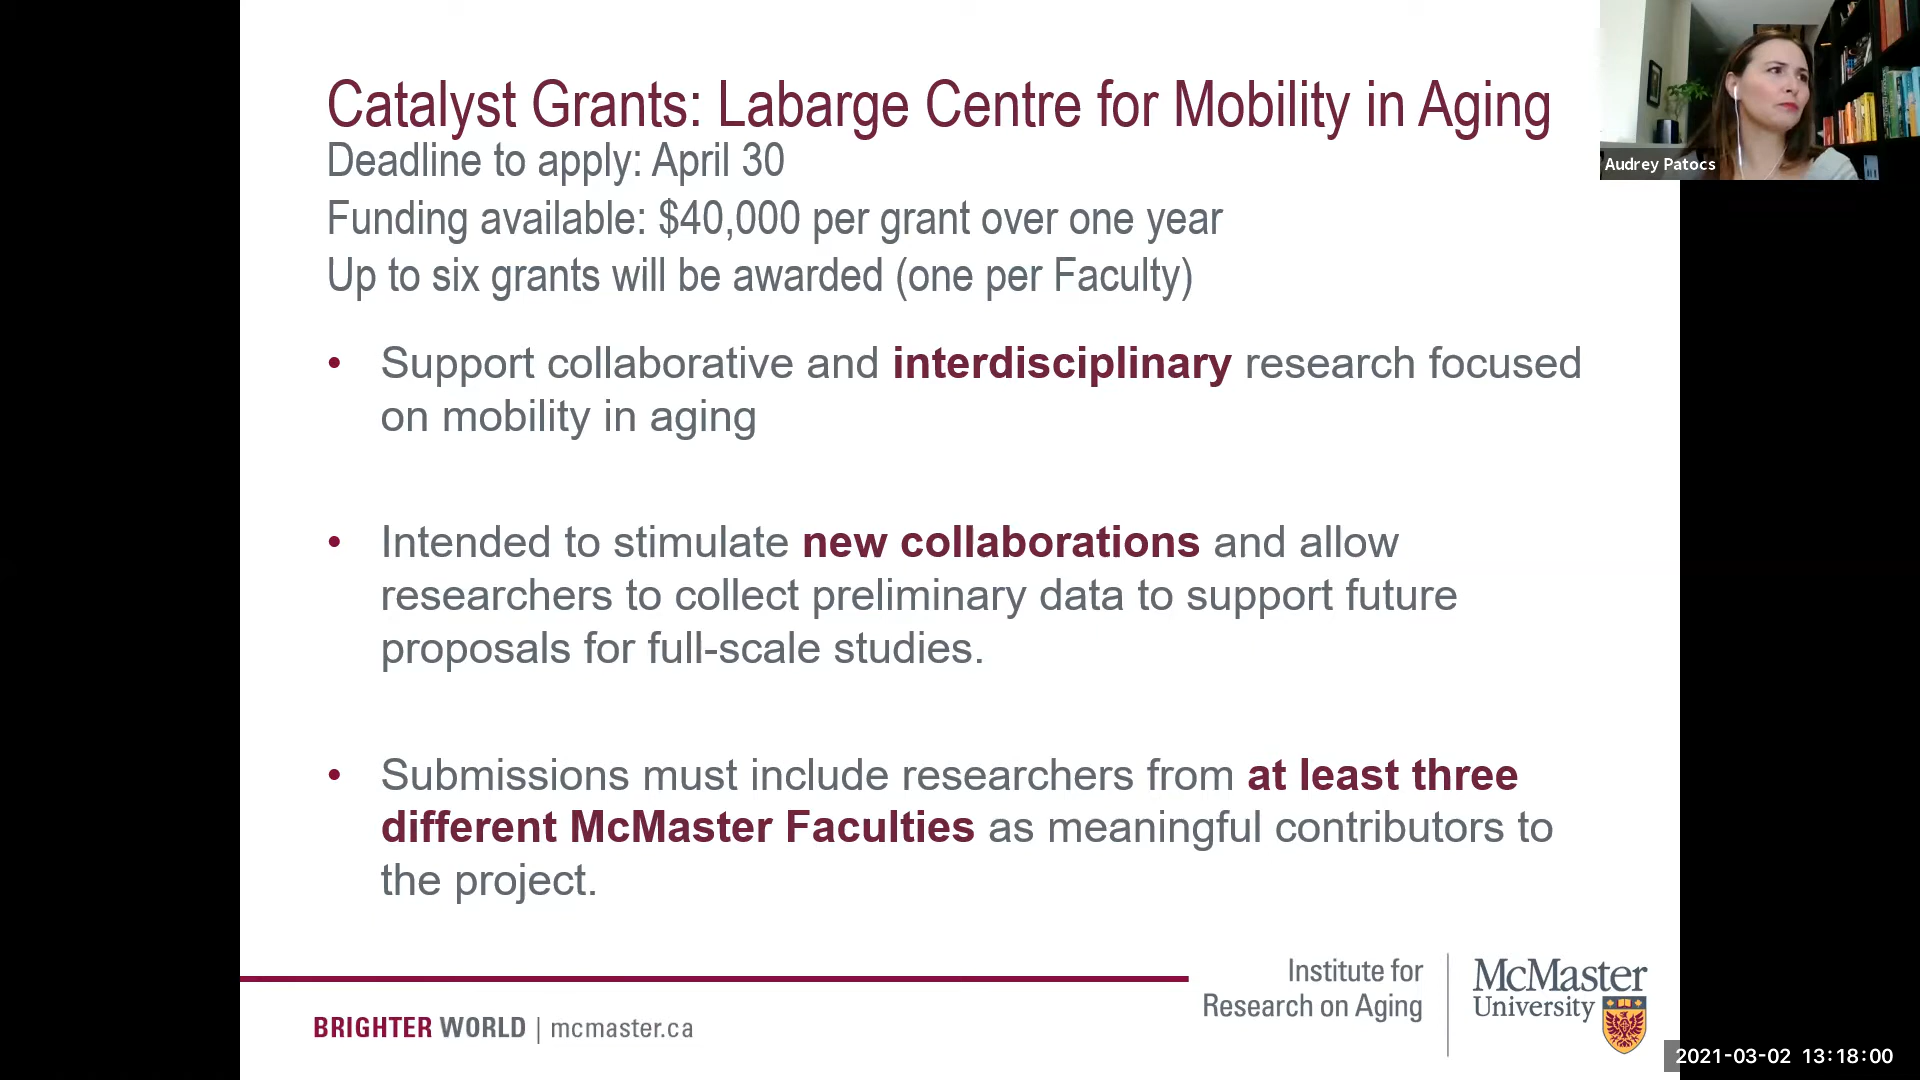 Catalyst Grants: Labarge Centre for Mobility in Aging
Deadline to apply: April 30
Funding available: $40,000 per grant over one year
Up to six grants will be awarded (one per Faculty)
• Support collaborative and interdisciplinary research focused
on mobility in aging
• Intended to stimulate new collaborations and allow
researchers to collect preliminary data to support future
proposals for full-scale studies.
• Submissions must include researchers from at least three
different McMaster Faculties as meaningful contributors to
the project.
Audrey Patocs
BRIGHTER WORLD | mcmaster.ca
Institute for
Research on Aging
McMaster
University
2021-03-02 13:18:00